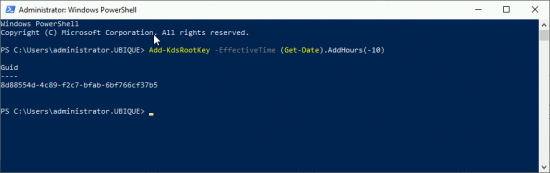 Administrator: Windows PowerShell
Windows PowerShell
Copyright (C) Microsoft Corporation. All rights reserved.
PS C:\Users\administrator.UBIQUE> Add-KdsRootKey -EffectiveTime (Get-Date).AddHours(-10)
Guid
----
8d88554d-4c89-f2c7-bfab-6bf766cf37b5
PS C:\Users\administrator.UBIQUE> _